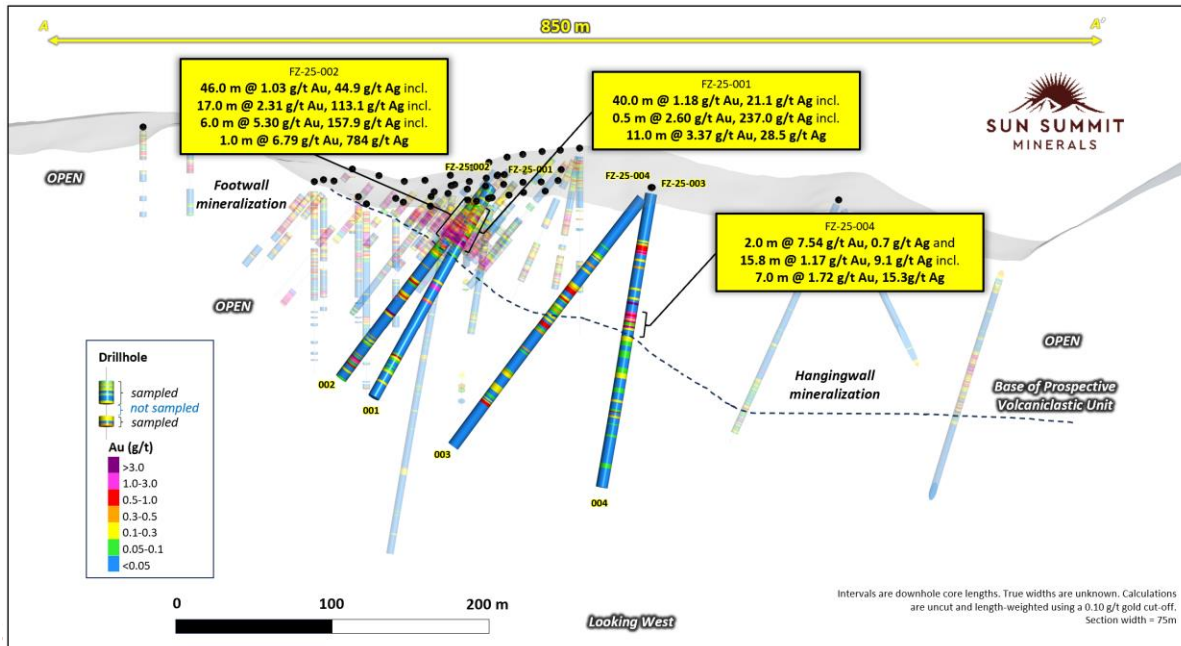 A
850 m
A'
FZ-25-002
46.0 m @ 1.03 g/t Au, 44.9 g/t Ag incl.
17.0 m @ 2.31 g/t Au, 113.1 g/t Ag incl.
6.0 m @ 5.30 g/t Au, 157.9 g/t Ag incl.
1.0 m @ 6.79 g/t Au, 784 g/t Ag
FZ-25-001
40.0 m @ 1.18 g/t Au, 21.1 g/t Ag incl.
0.5 m @ 2.60 g/t Au, 237.0 g/t Ag incl.
11.0 m @ 3.37 g/t Au, 28.5 g/t Ag
SUN SUMMIT
MINERALS
OPEN
Footwall
mineralization
FZ-25-002
FZ-25-001
FZ-25-004
FZ-25-003
FZ-25-004
2.0 m @ 7.54 g/t Au, 0.7 g/t Ag and
15.8 m @ 1.17 g/t Au, 9.1 g/t Ag incl.
7.0 m @ 1.72 g/t Au, 15.3g/t Ag
OPEN
OPEN
Hangingwall
mineralization
Base of Prospective
Volcaniclastic Unit
002
001
003
004
Drillhole
sampled
not sampled
sampled
Au (g/t)
>3.0
1.0-3.0
0.5-1.0
0.3-0.5
0.1-0.3
0.05-0.1
<0.05
0
100
200 m
Looking West
Intervals are downhole core lengths. True widths are unknown. Calculations
are uncut and length-weighted using a 0.10 g/t gold cut-off.
Section width = 75m